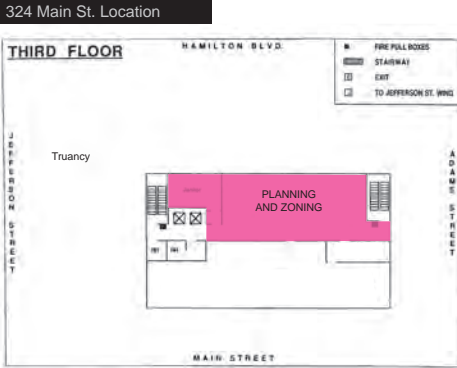 324 Main St. Location
THIRD FLOOR
HAMILTON BLVD.
FIRE PULL BOXES
STAIRWAY
EXIT
TO JEFFERSON ST. WING
JEFFERSON STREET
Truancy
ADAMS STREET
PLANNING
AND ZONING
MAIN STREET